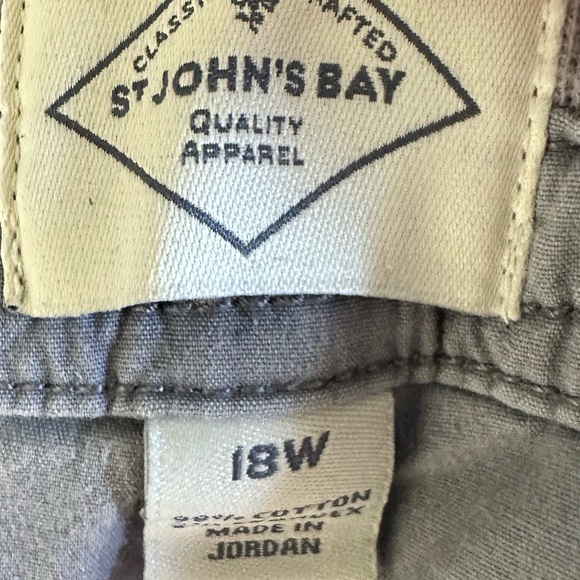 ST JOHN'S BAY
QUALITY
APPAREL
18W
COTTON
MADE IN
JORDAN